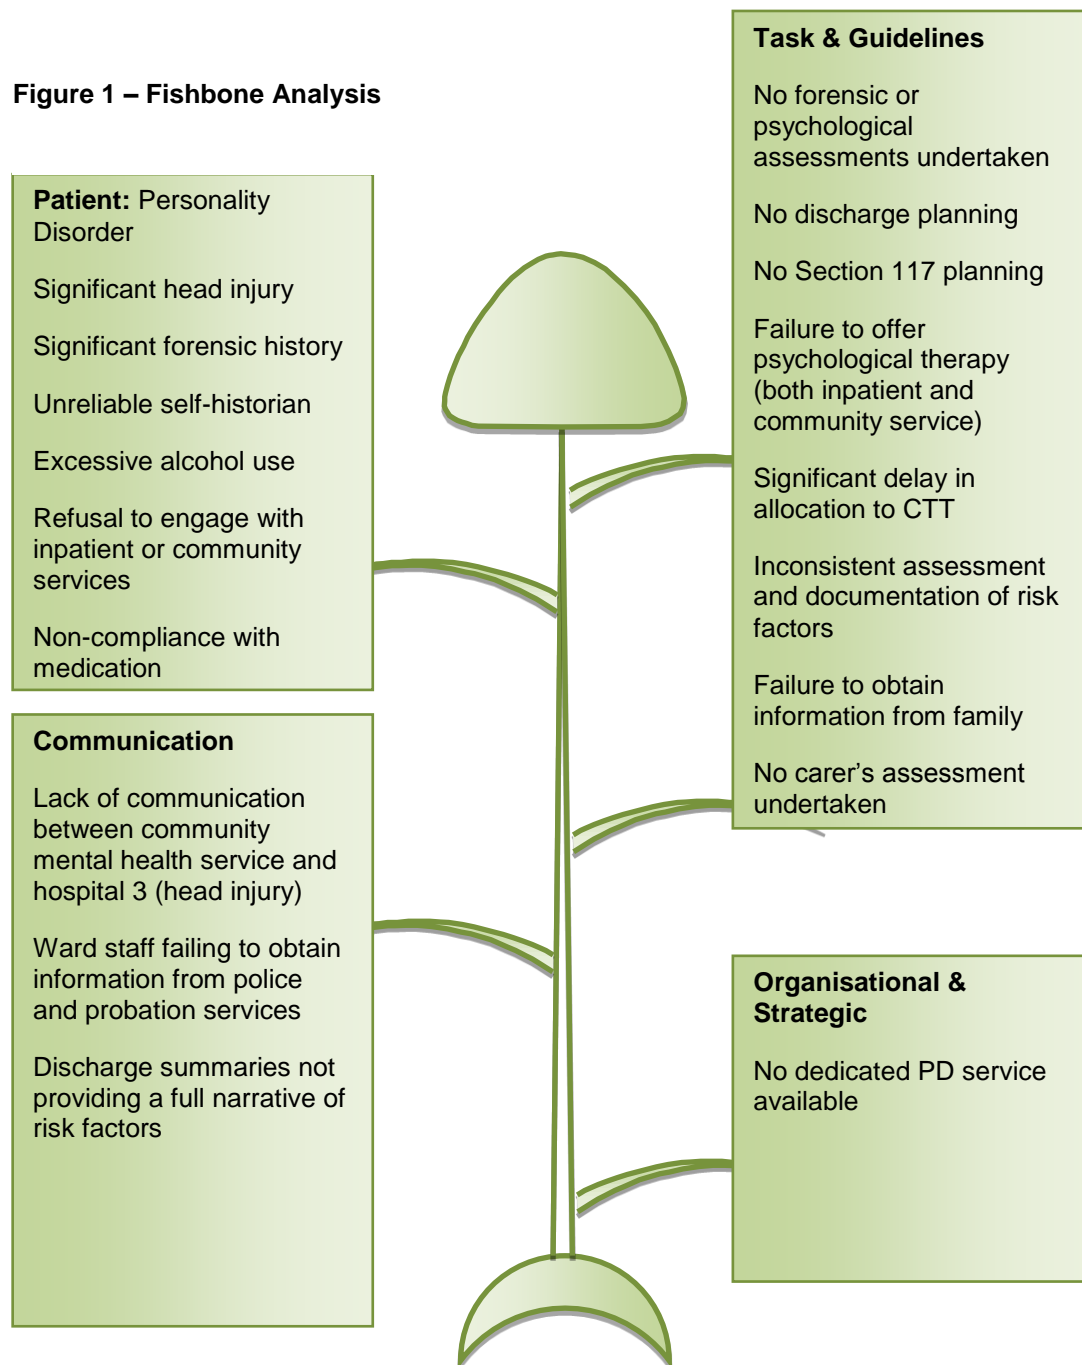 Figure 1 – Fishbone Analysis
Patient: Personality
Disorder
Significant head injury
Significant forensic history
Unreliable self-historian
Excessive alcohol use
Refusal to engage with
inpatient or community
services
Non-compliance with
medication
Communication
Lack of communication
between community
mental health service and
hospital 3 (head injury)
Ward staff failing to obtain
information from police
and probation services
Discharge summaries not
providing a full narrative of
risk factors
Task & Guidelines
No forensic or
psychological
assessments undertaken
No discharge planning
No Section 117 planning
Failure to offer
psychological therapy
(both inpatient and
community service)
Significant delay in
allocation to CTT
Inconsistent assessment
and documentation of risk
factors
Failure to obtain
information from family
No carer’s assessment
undertaken
Organisational &
Strategic
No dedicated PD service
available